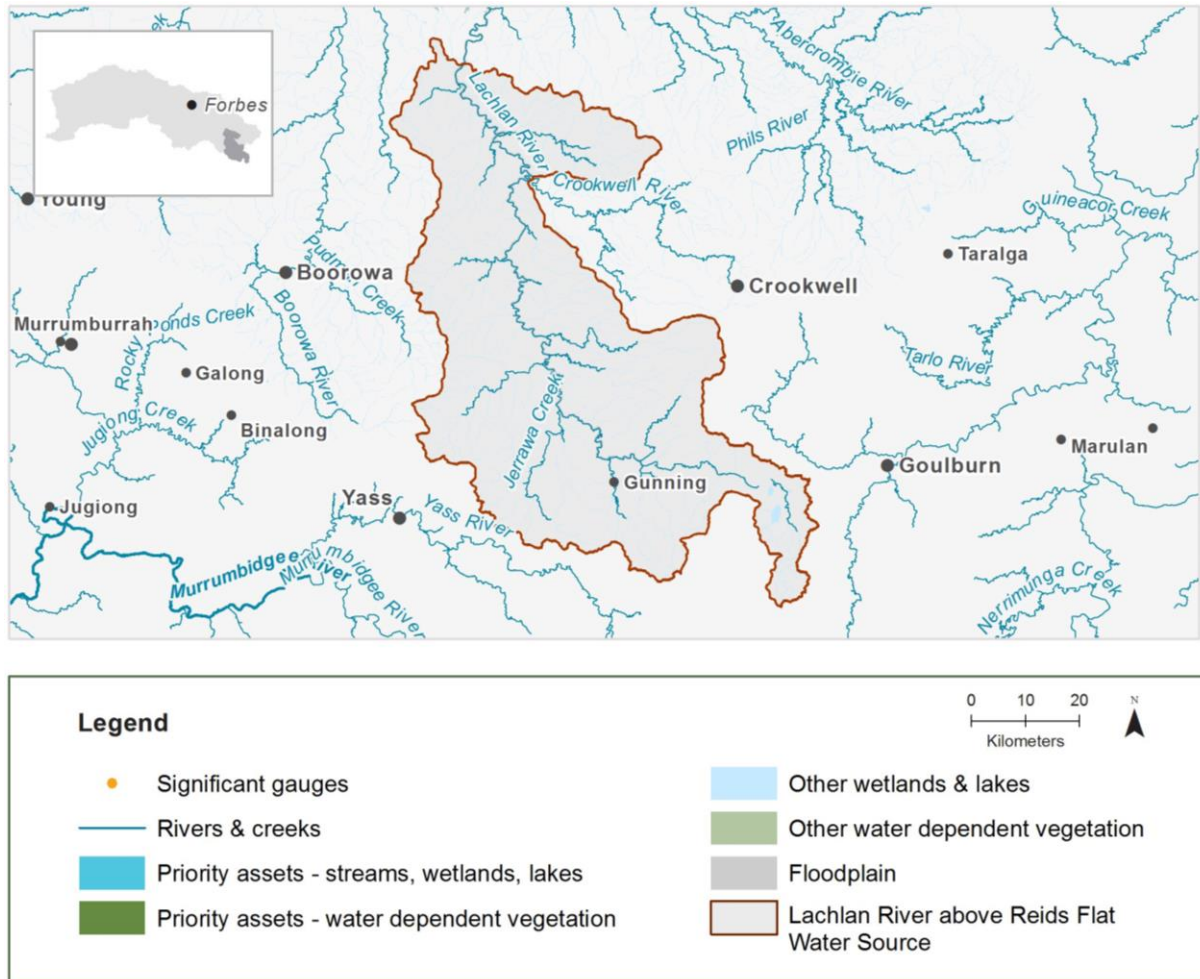 Forbes
Young
Lachlan River
Abercrombie River
Phils River
Crookwell River
Guineacor Creek
Taralga
Pudman Creek
Boorowa
Crookwell
Boorowa River
Murrumburrah
Rocky Ponds Creek
Galong
Tarlo River
Jugiong Creek
Binalong
Jerrawa Creek
Marulan
Goulburn
Gunning
Jugiong
Yass
Yass River
Murrumbidgee River
Murrumbidgee River
Nerrimunga Creek
Legend
0 10 20
Kilometers
N
Significant gauges
Rivers & creeks
Priority assets - streams, wetlands, lakes
Priority assets - water dependent vegetation
Other wetlands & lakes
Other water dependent vegetation
Floodplain
Lachlan River above Reids Flat
Water Source